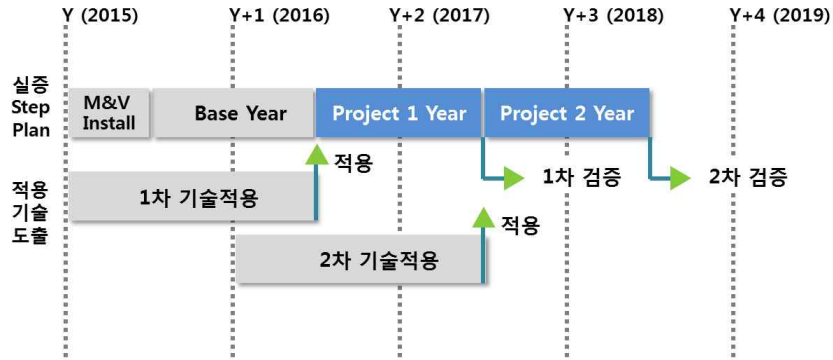 Y (2015) Y+1 (2016) Y+2 (2017) Y+3 (2018) Y+4 (2019)
실증
Step
Plan
M&V
Install
Base Year
Project 1 Year
Project 2 Year
적용
1차 검증
2차 검증
적용
기술
도출
1차 기술적용
적용
2차 기술적용